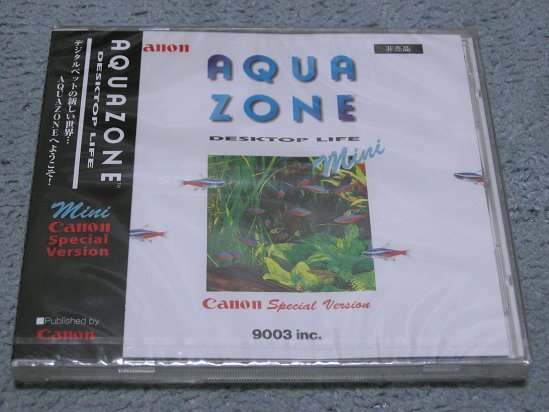 AQUAZONE™
DESKTOP LIFE
デジタルペットの新しい世界…
AQUAZONEへようこそ!
Mini
Canon
Special
Version
■Published by
Canon
Canon
非売品
AQUA
ZONE
DESKTOP LIFE
Mini
Canon Special Version
9003 inc.